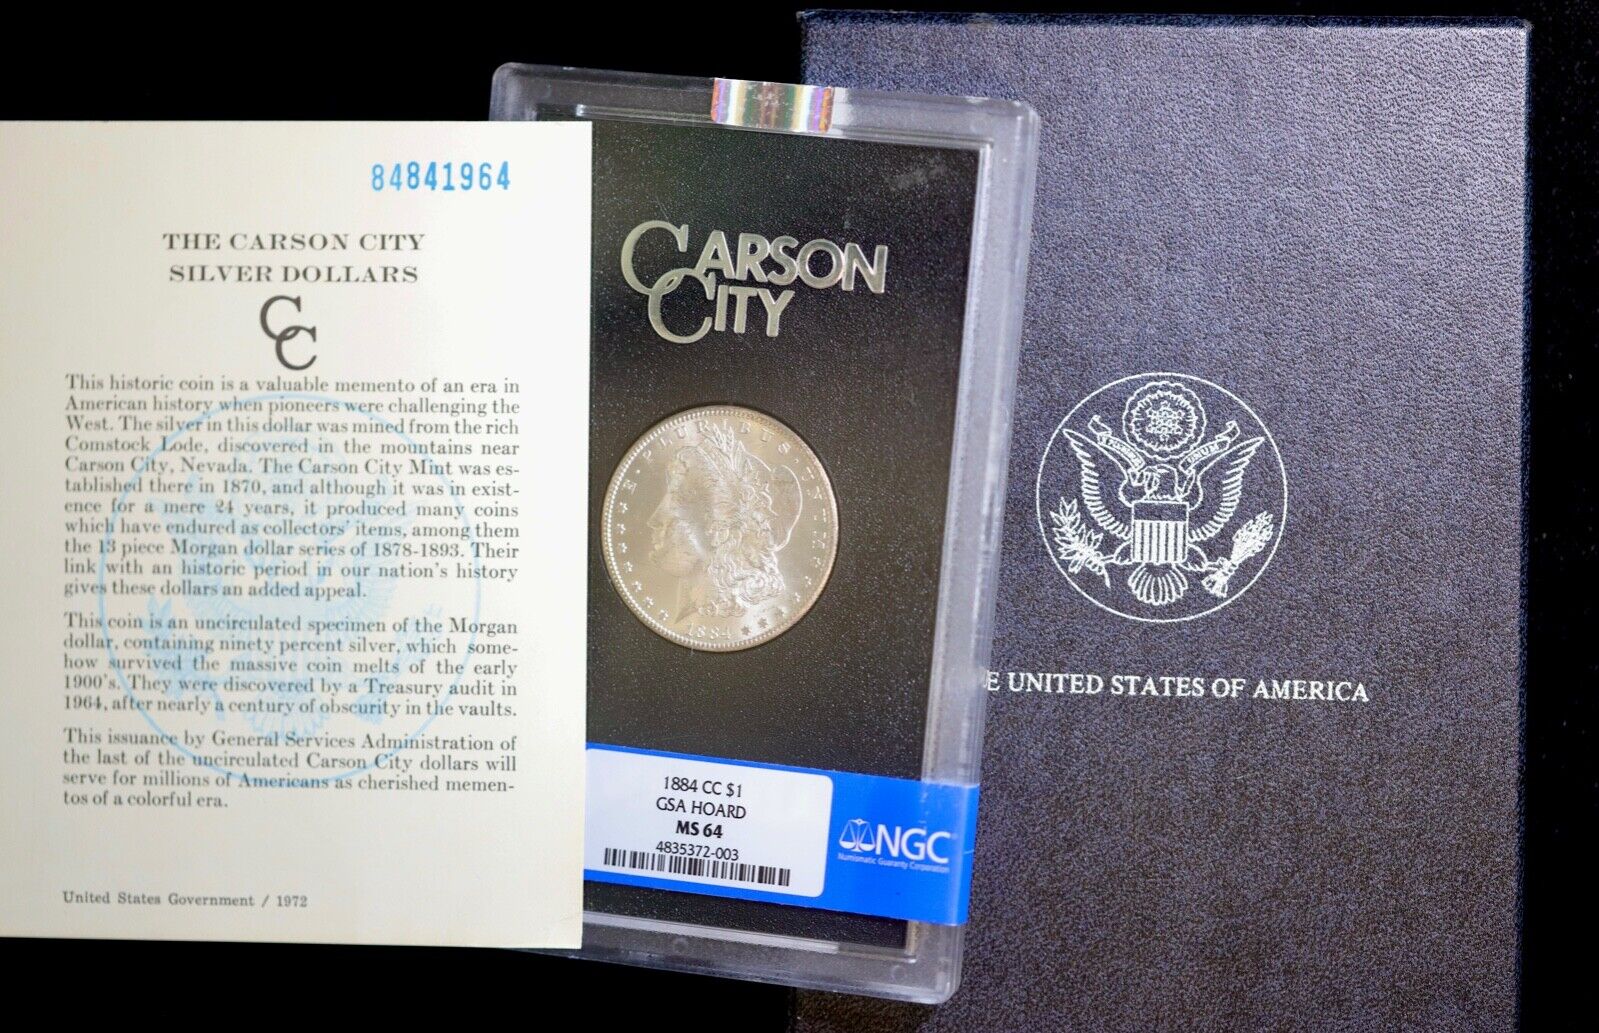 84841964
THE CARSON CITY
SILVER DOLLARS
CC
This historic coin is a valuable memento of an era in
American history when pioneers were challenging the
West. The silver in this dollar was mined from the rich
Comstock Lode, discovered in the mountains near
Carson City, Nevada. The Carson City Mint was es-
tablished there in 1870, and although it was in exist-
ence for a mere 24 years, it produced many coins
which have endured as collectors' items, among them
the 13 piece Morgan dollar series of 1878-1893. Their
link with an historic period in our nation's history
gives these dollars an added appeal.
This coin is an uncirculated specimen of the Morgan
dollar, containing ninety percent silver, which some-
how survived the massive coin melts of the early
1900's. They were discovered by a Treasury audit in
1964, after nearly a century of obscurity in the vaults.
This issuance by General Services Administration of
the last of the uncirculated Carson City dollars will
serve for millions of Americans as cherished memen-
tos of a colorful era.
United States Government / 1972
CARSON
CITY
E·PLURIBUS·UNUM
1884
1884 CC $1
GSA HOARD
MS 64
4835372-003
NGC
Numismatic Guaranty Corporation
E UNITED STATES OF AMERICA